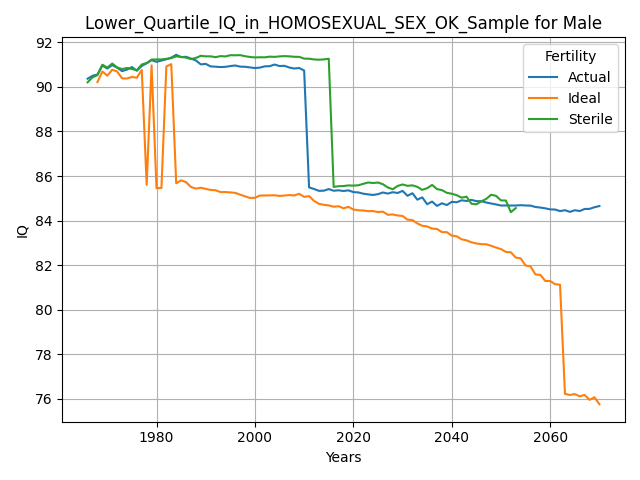 Lower_Quartile_IQ_in_HOMOSEXUAL_SEX_OK_Sample for Male
Fertility
Actual
Ideal
Sterile
IQ
92
90
88
86
84
82
80
78
76
1980
2000
2020
2040
2060
Years